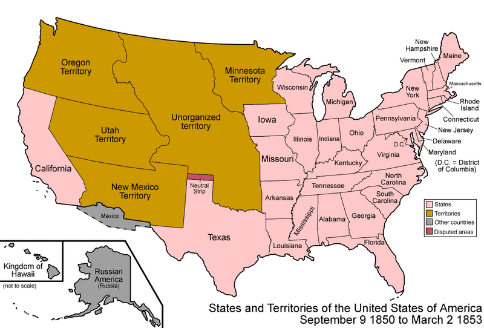 Oregon
Territory
Minnesota
Territory
Unorganized
territory
Utah
Territory
California
New Mexico
Territory
Mexico
Neutral
Strip
Texas
Wisconsin
Michigan
Iowa
Illinois
Indiana
Ohio
Missouri
Kentucky
Tennessee
Arkansas
Mississippi
Alabama
Georgia
Louisiana
Florida
South
Carolina
North
Carolina
Virginia
D.C.
Pennsylvania
New
York
Vermont
New
Hampshire
Maine
Massachusetts
Rhode
Island
Connecticut
New Jersey
Delaware
Maryland
(D.C. = District
of Columbia)
States
Territories
Other countries
Disputed areas
Kingdom of
Hawaii
(not to scale)
Russian
America
(Russia)
States and Territories of the United States of America
September 9 1850 to March 2 1853